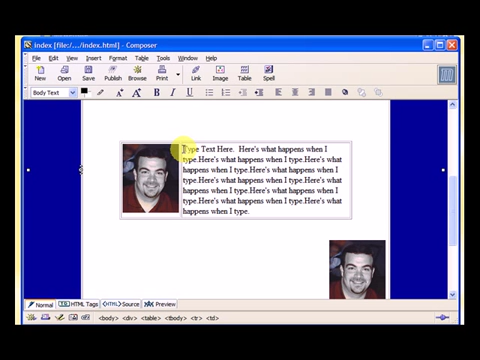 index [file:/.../index.html] - Composer
File Edit View Insert Format Table Tools Window Help
New Open Save Publish Browse Print Link Image Table Spell
Body Text B I U
Type Text Here. Here's what happens when I
type.Here's what happens when I type.Here's what
happens when I type.Here's what happens when I
type.Here's what happens when I type.Here's what
happens when I type.Here's what happens when I
type.Here's what happens when I type.Here's what
happens when I type.
Normal HTML Tags <HTML> Source Preview
<body> <div> <table> <tbody> <tr> <td>